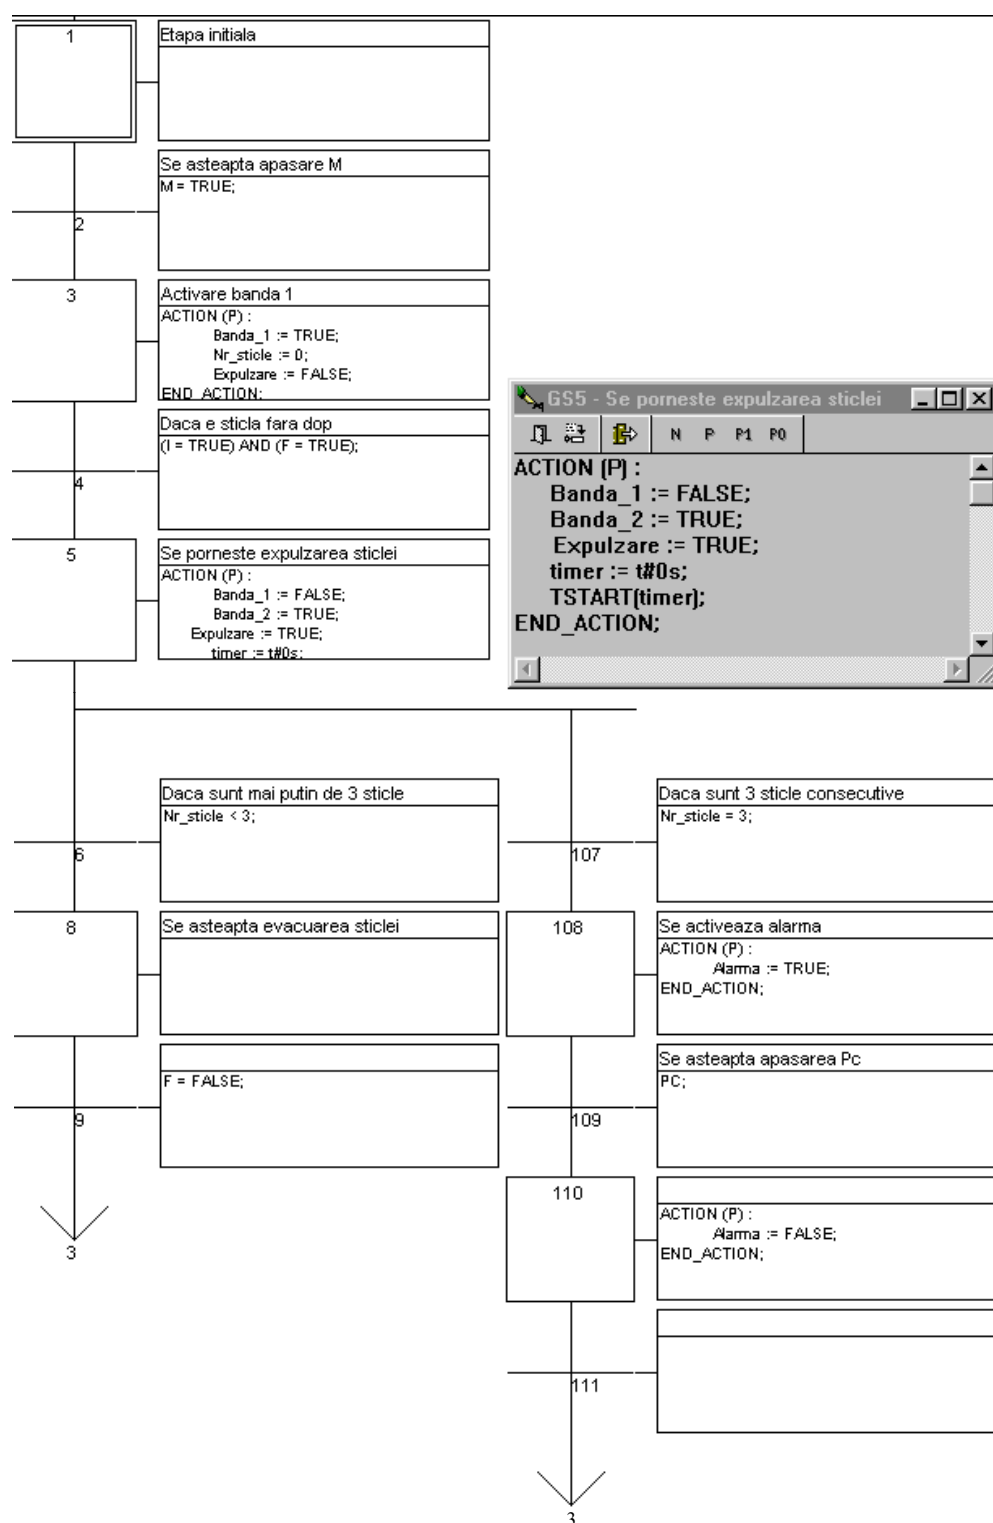 1
Etapa initiala
Se asteapta apasare M
M = TRUE;
2
3
Activare banda 1
ACTION (P) :
Banda_1 := TRUE;
Nr_sticle := 0;
Expulzare := FALSE;
END_ACTION;
Daca e sticla fara dop
(I = TRUE) AND (F = TRUE);
4
5
Se porneste expulzarea sticlei
ACTION (P) :
Banda_1 := FALSE;
Banda_2 := TRUE;
Expulzare := TRUE;
timer := t#0s;
GS5 - Se porneste expulzarea sticlei
N P P1 P0
ACTION (P) :
Banda_1 := FALSE;
Banda_2 := TRUE;
Expulzare := TRUE;
timer := t#0s;
TSTART(timer);
END_ACTION;
Daca sunt mai putin de 3 sticle
Nr_sticle < 3;
6
Daca sunt 3 sticle consecutive
Nr_sticle = 3;
107
8
Se asteapta evacuarea sticlei
108
Se activeaza alarma
ACTION (P) :
Alarma := TRUE;
END_ACTION;
F = FALSE;
9
Se asteapta apasarea Pc
PC;
109
3
110
ACTION (P) :
Alarma := FALSE;
END_ACTION;
111
3